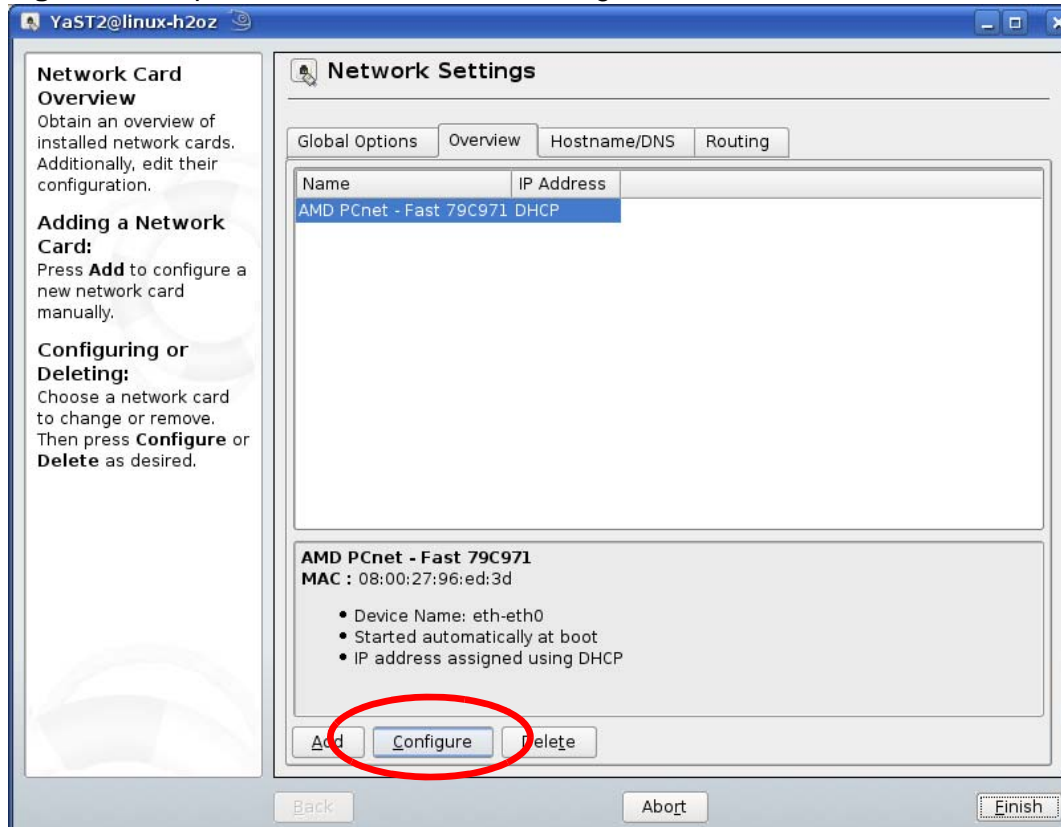 YaST2@linux-h2oz
Network Card
Overview
Obtain an overview of
installed network cards.
Additionally, edit their
configuration.
Adding a Network
Card:
Press Add to configure a
new network card
manually.
Configuring or
Deleting:
Choose a network card
to change or remove.
Then press Configure or
Delete as desired.
Network Settings
Global Options Overview Hostname/DNS Routing
Name IP Address
AMD PCnet - Fast 79C971 DHCP
AMD PCnet - Fast 79C971
MAC : 08:00:27:96:ed:3d
• Device Name: eth-eth0
• Started automatically at boot
• IP address assigned using DHCP
Add Configure Delete
Back Abort Finish